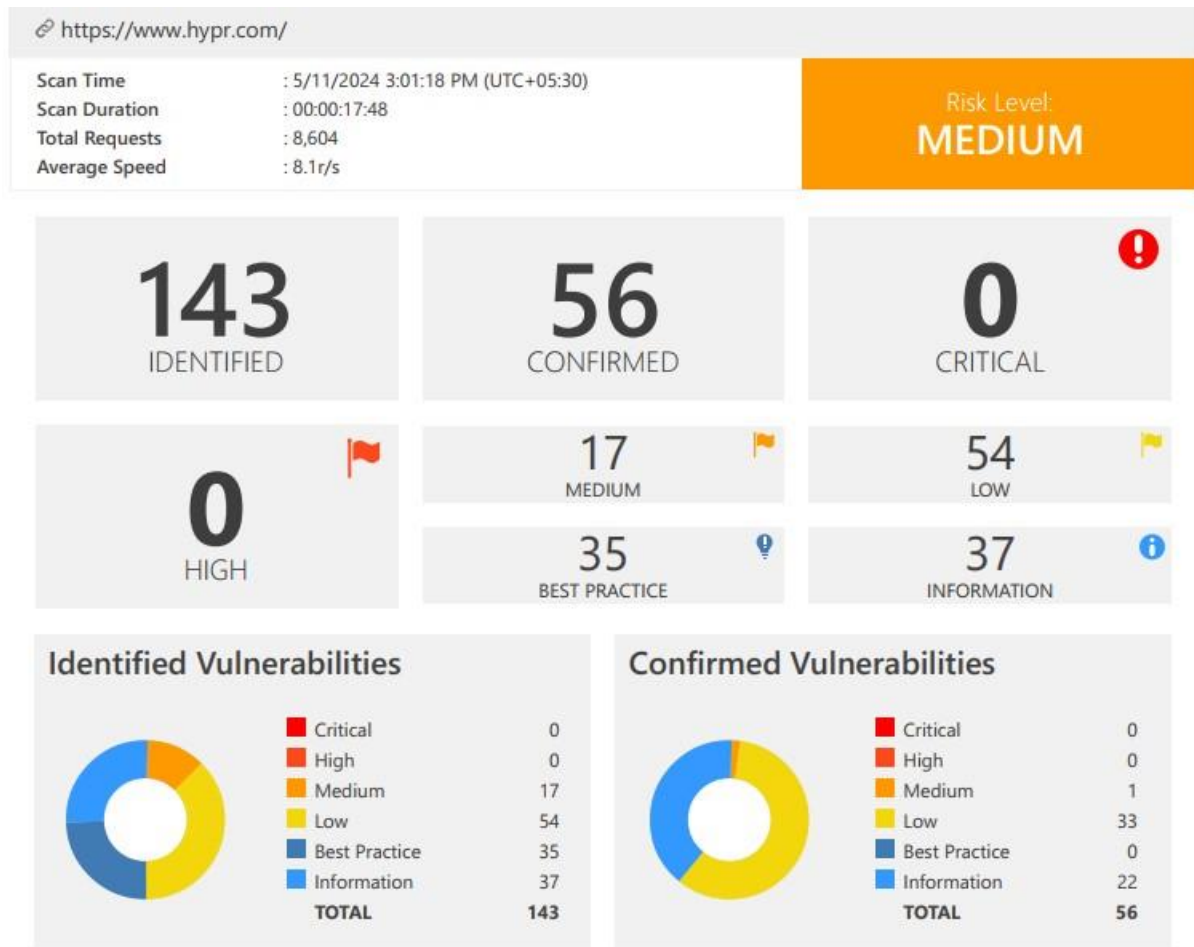 https://www.hypr.com/
Scan Time : 5/11/2024 3:01:18 PM (UTC+05:30)
Scan Duration : 00:00:17:48
Total Requests : 8,604
Average Speed : 8.1r/s
Risk Level:
MEDIUM
143
IDENTIFIED
56
CONFIRMED
0
CRITICAL
0
HIGH
17
MEDIUM
54
LOW
35
BEST PRACTICE
37
INFORMATION
Identified Vulnerabilities
Critical 0
High 0
Medium 17
Low 54
Best Practice 35
Information 37
TOTAL 143
Confirmed Vulnerabilities
Critical 0
High 0
Medium 1
Low 33
Best Practice 0
Information 22
TOTAL 56